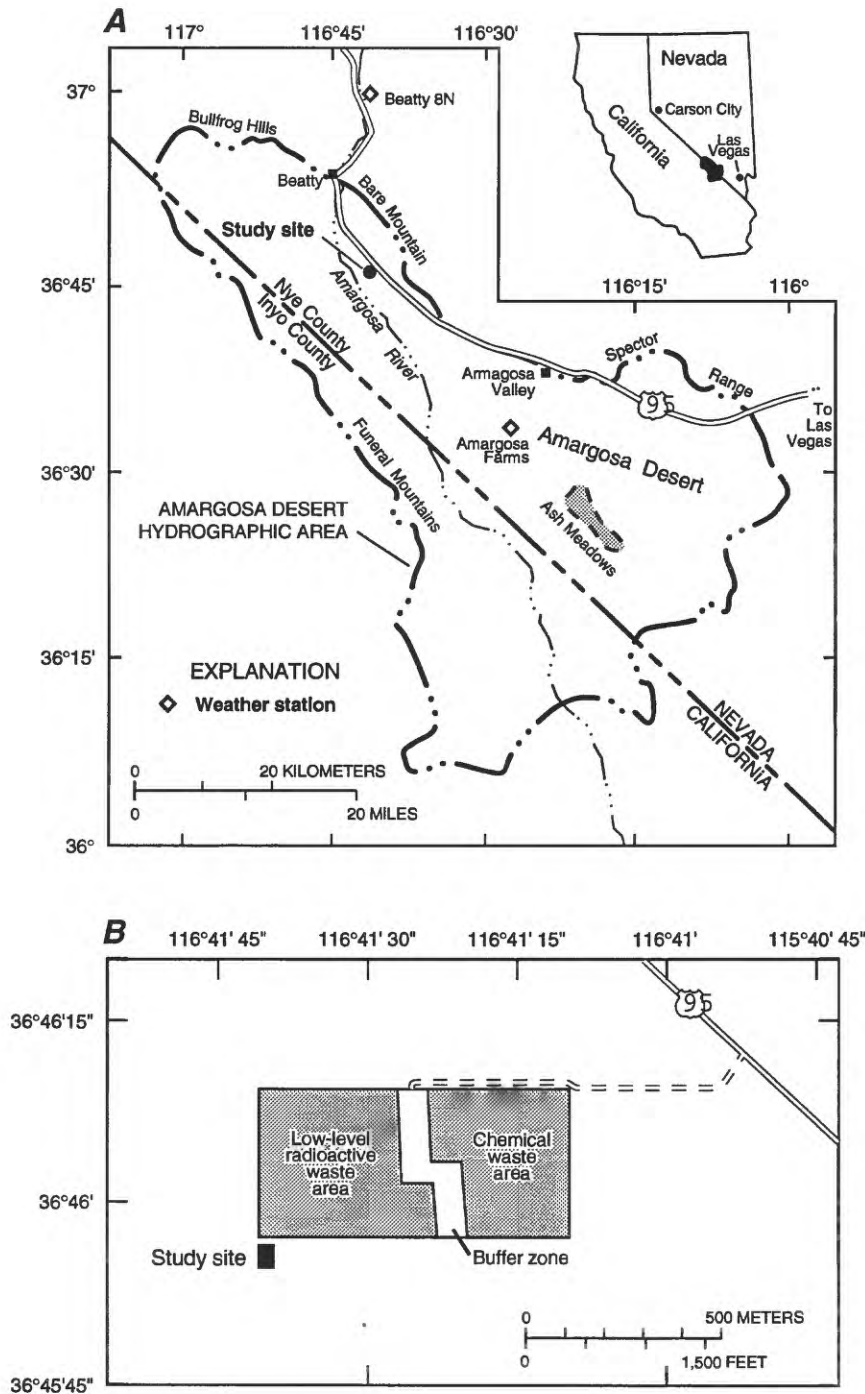 A
117°
116°45'
116°30'
Nevada
Carson City
California
Las
Vegas
37°
Beatty 8N
Bullfrog Hills
Beatty
Bare Mountain
Study site
36°45'
116°15'
116°
Nye County
Inyo County
Amargosa
River
Spector
Range
Armagosa
Valley
95
To
Las
Vegas
Amargosa
Farms
Amargosa Desert
36°30'
Funeral Mountains
Ash Meadows
AMARGOSA DESERT
HYDROGRAPHIC AREA
36°15'
EXPLANATION
Weather station
NEVADA
CALIFORNIA
0 20 KILOMETERS
0 20 MILES
36°
B
116°41' 45"
116°41' 30"
116°41' 15"
116°41'
115°40' 45"
95
36°46'15"
Low-level
radioactive
waste
area
Chemical
waste
area
36°46'
Study site
Buffer zone
0 500 METERS
0 1,500 FEET
36°45'45"